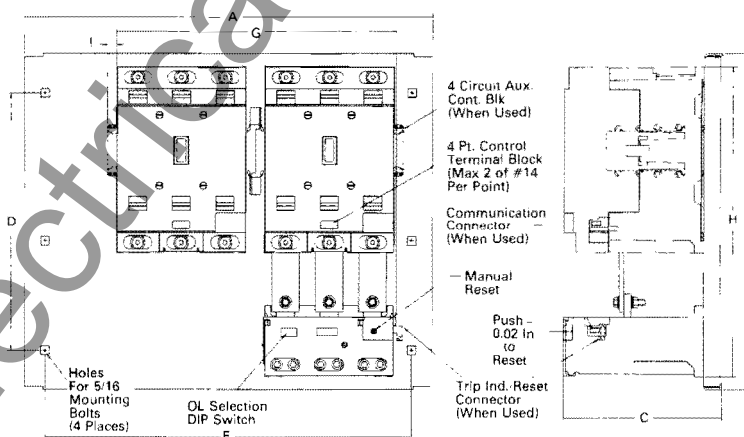 A
G
D
4 Circuit Aux.
Cont. Blk
(When Used)
4 Pt. Control
Terminal Block
(Max 2 of #14
Per Point)
Communication
Connector
(When Used)
Manual
Reset
Push
0.02 In
to
Reset
H
Holes
For 5/16
Mounting
Bolts
(4 Places)
OL Selection
DIP Switch
Trip Ind. Reset
Connector
(When Used)
C
ectrica